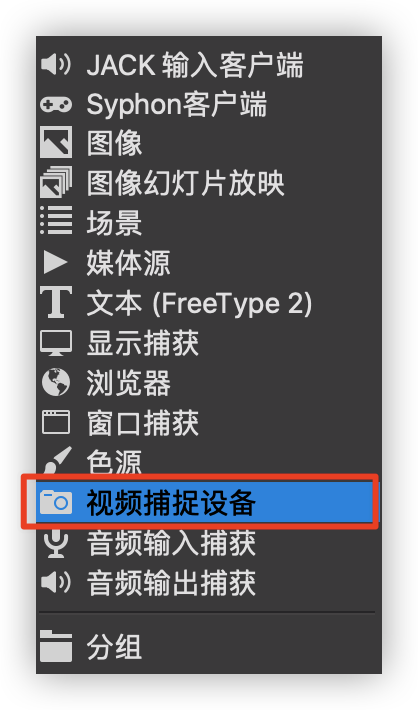 JACK 输入客户端
Syphon客户端
图像
图像幻灯片放映
场景
媒体源
文本 (FreeType 2)
显示捕获
浏览器
窗口捕获
色源
视频捕捉设备
音频输入捕获
音频输出捕获
分组